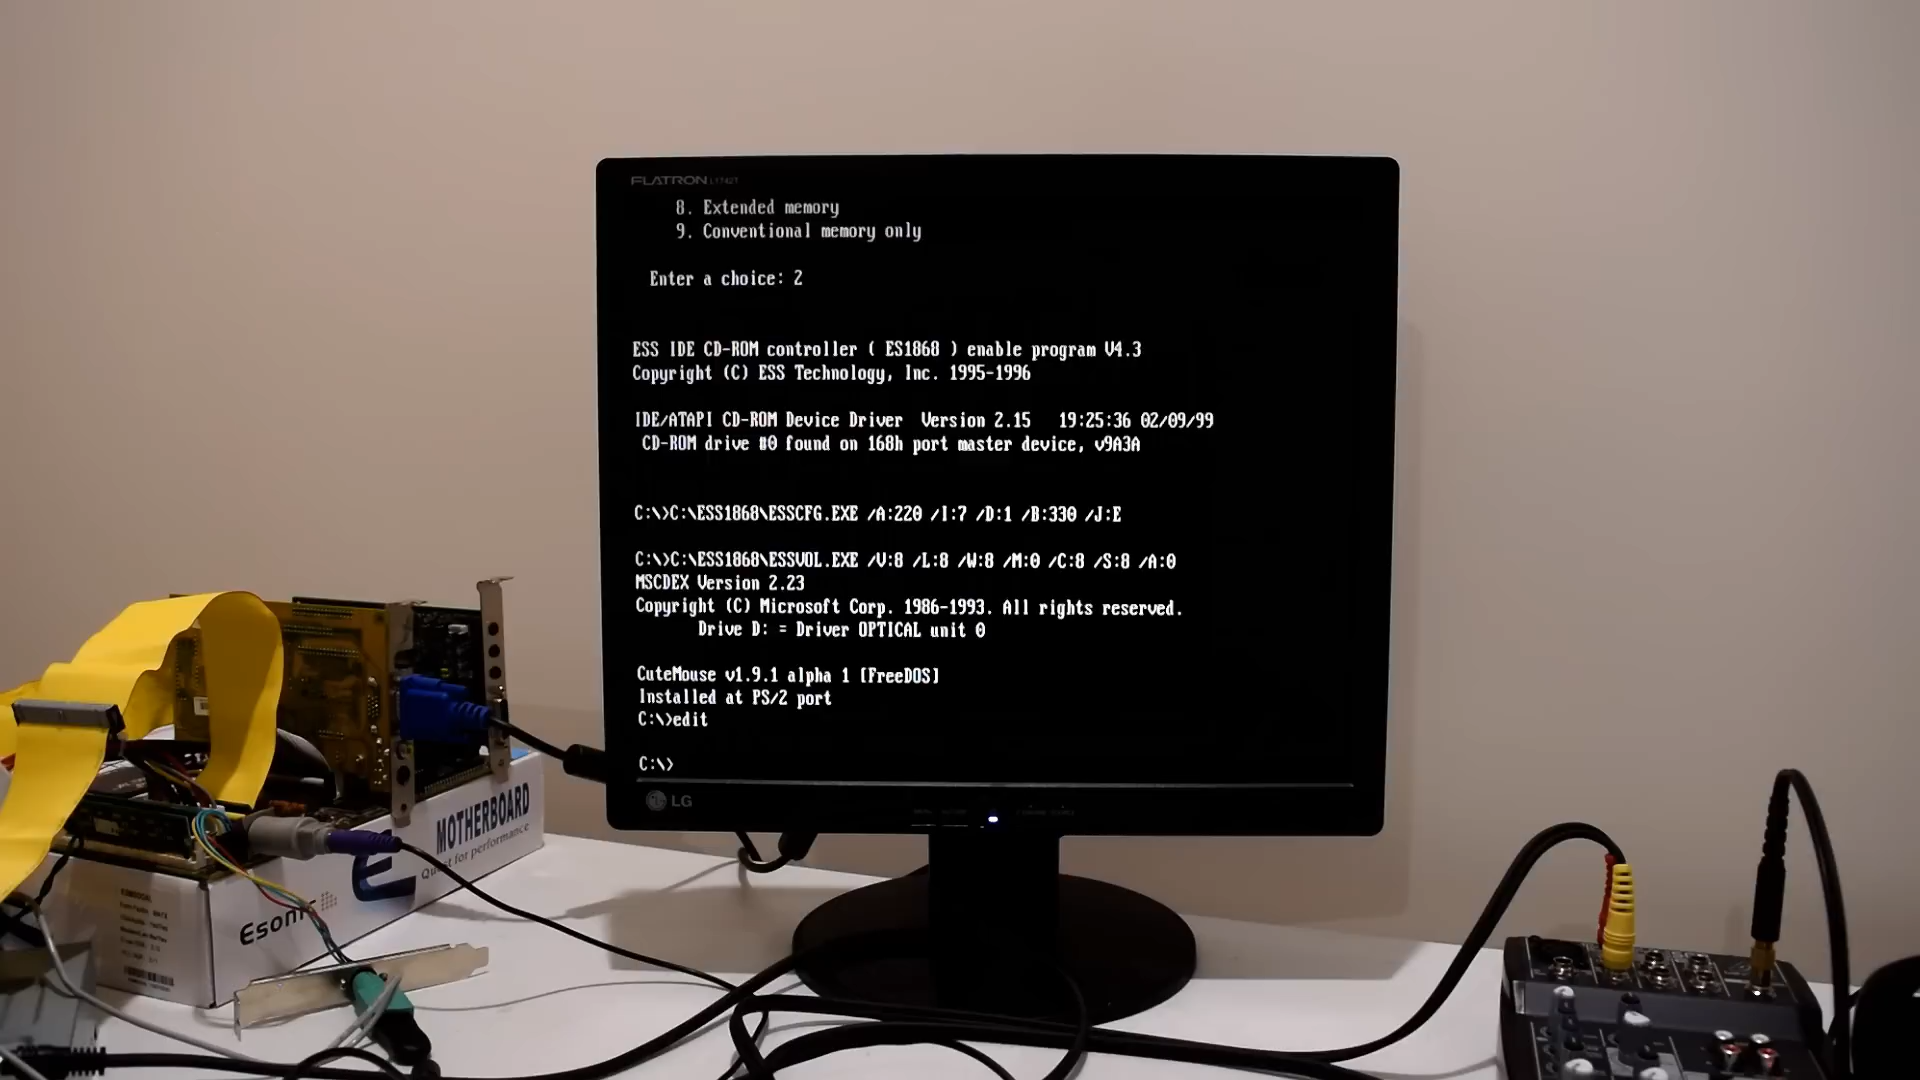 FLATRON L1742T
8. Extended memory
9. Conventional memory only
Enter a choice: 2
ESS IDE CD-ROM controller ( ES1868 ) enable program V4.3
Copyright (C) ESS Technology, Inc. 1995-1996
IDE/ATAPI CD-ROM Device Driver Version 2.15 19:25:36 02/09/99
CD-ROM drive #0 found on 168h port master device, v9A3A
C:\>C:\ESS1868\ESSCFG.EXE /A:220 /I:7 /D:1 /B:330 /J:E
C:\>C:\ESS1868\ESSVOL.EXE /V:8 /L:8 /W:8 /M:0 /C:8 /S:8 /A:0
MSCDEX Version 2.23
Copyright (C) Microsoft Corp. 1986-1993. All rights reserved.
Drive D: = Driver OPTICAL unit 0
CuteMouse v1.9.1 alpha 1 [FreeDOS]
Installed at PS/2 port
C:\>edit
C:\>
LG
MOTHERBOARD
Quest for performance
Esonic